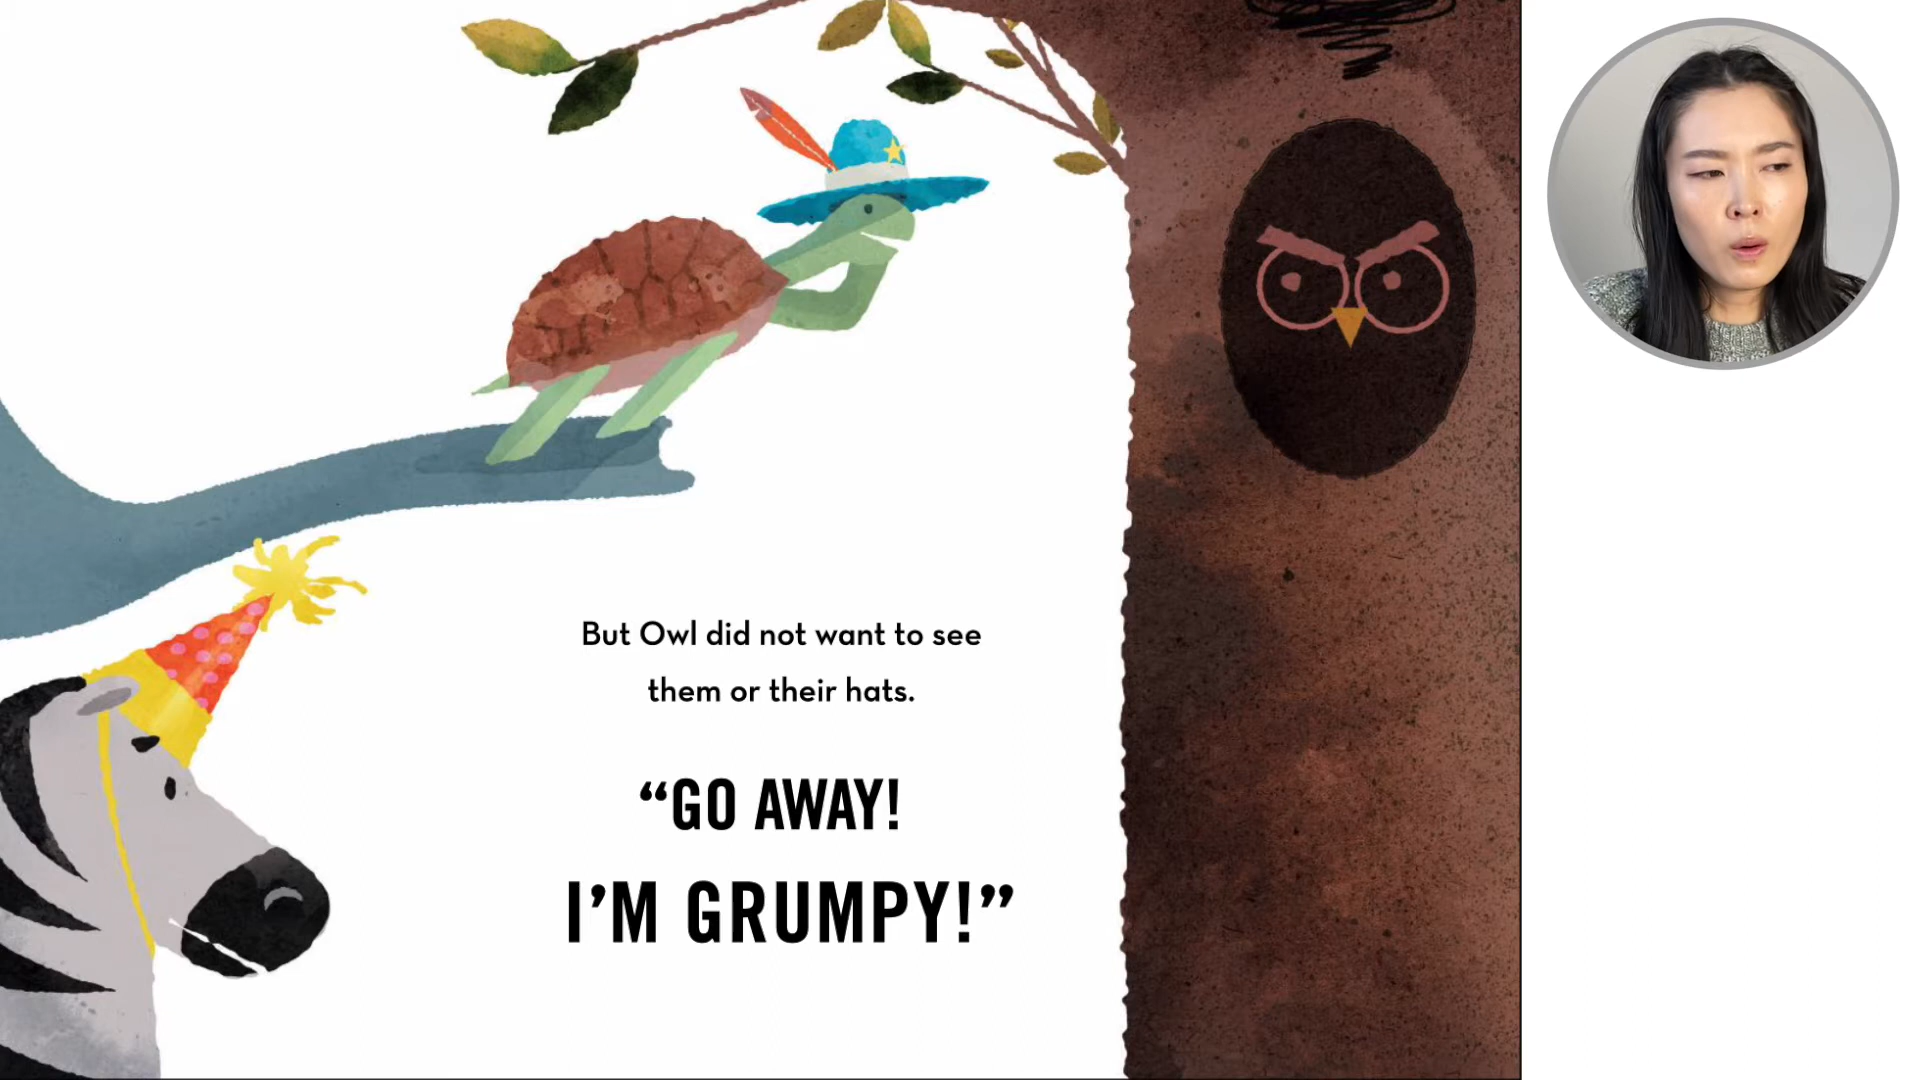 But Owl did not want to see
them or their hats.
“GO AWAY!
I’M GRUMPY!”